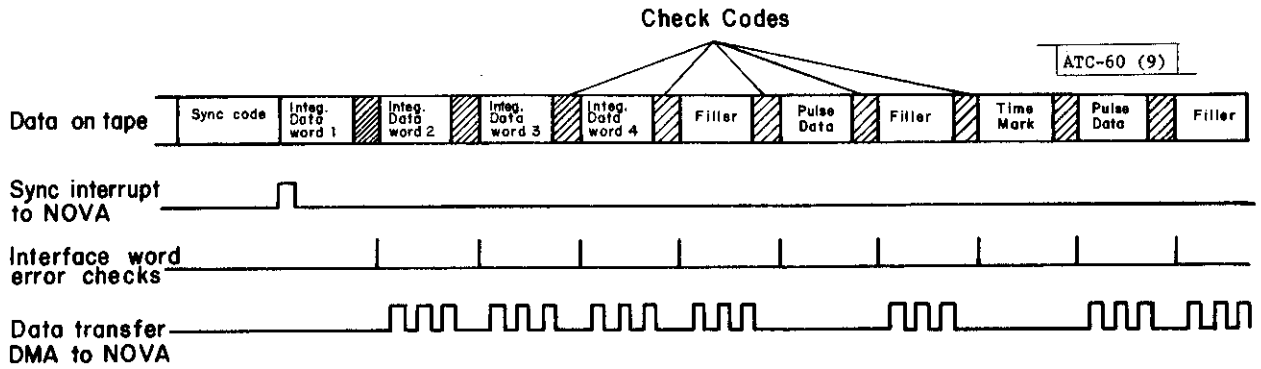 Check Codes
ATC-60 (9)
Data on tape
Sync code
Integ.
Data
word 1
Integ.
Data
word 2
Integ.
Data
word 3
Integ.
Data
word 4
Filler
Pulse
Data
Filler
Time
Mark
Pulse
Data
Filler
Sync interrupt
to NOVA
Interface word
error checks
Data transfer
DMA to NOVA